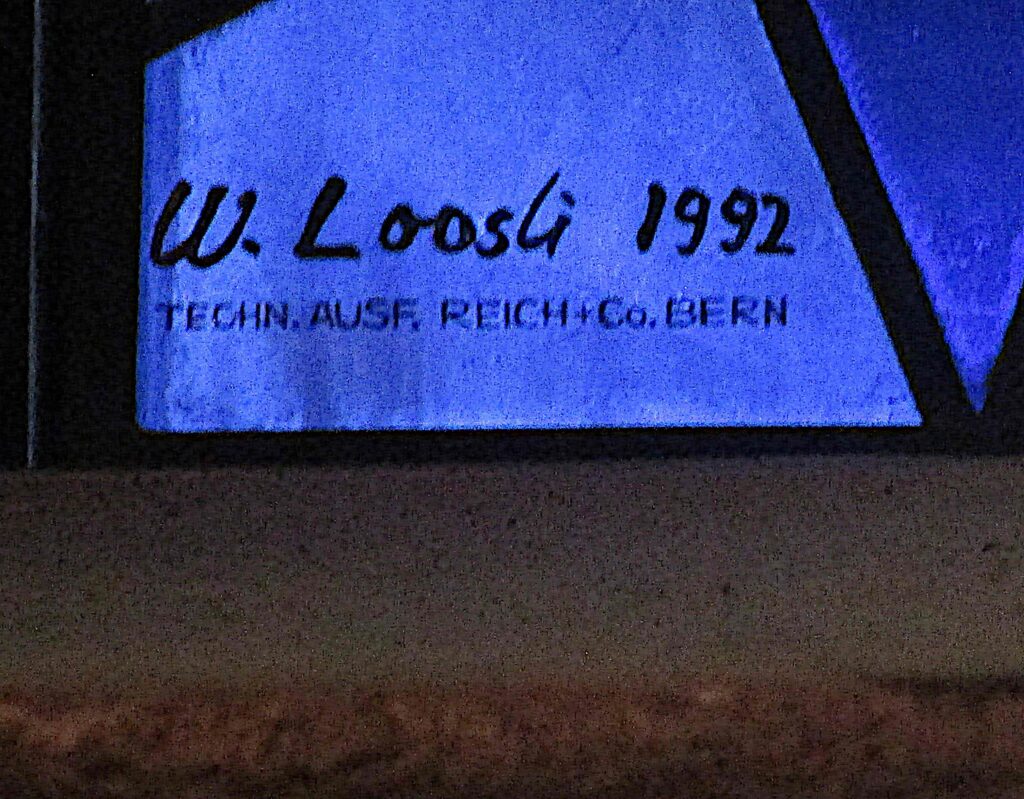 W. Loosli 1992
TECHN. AUSF. REICH+Co. BERN